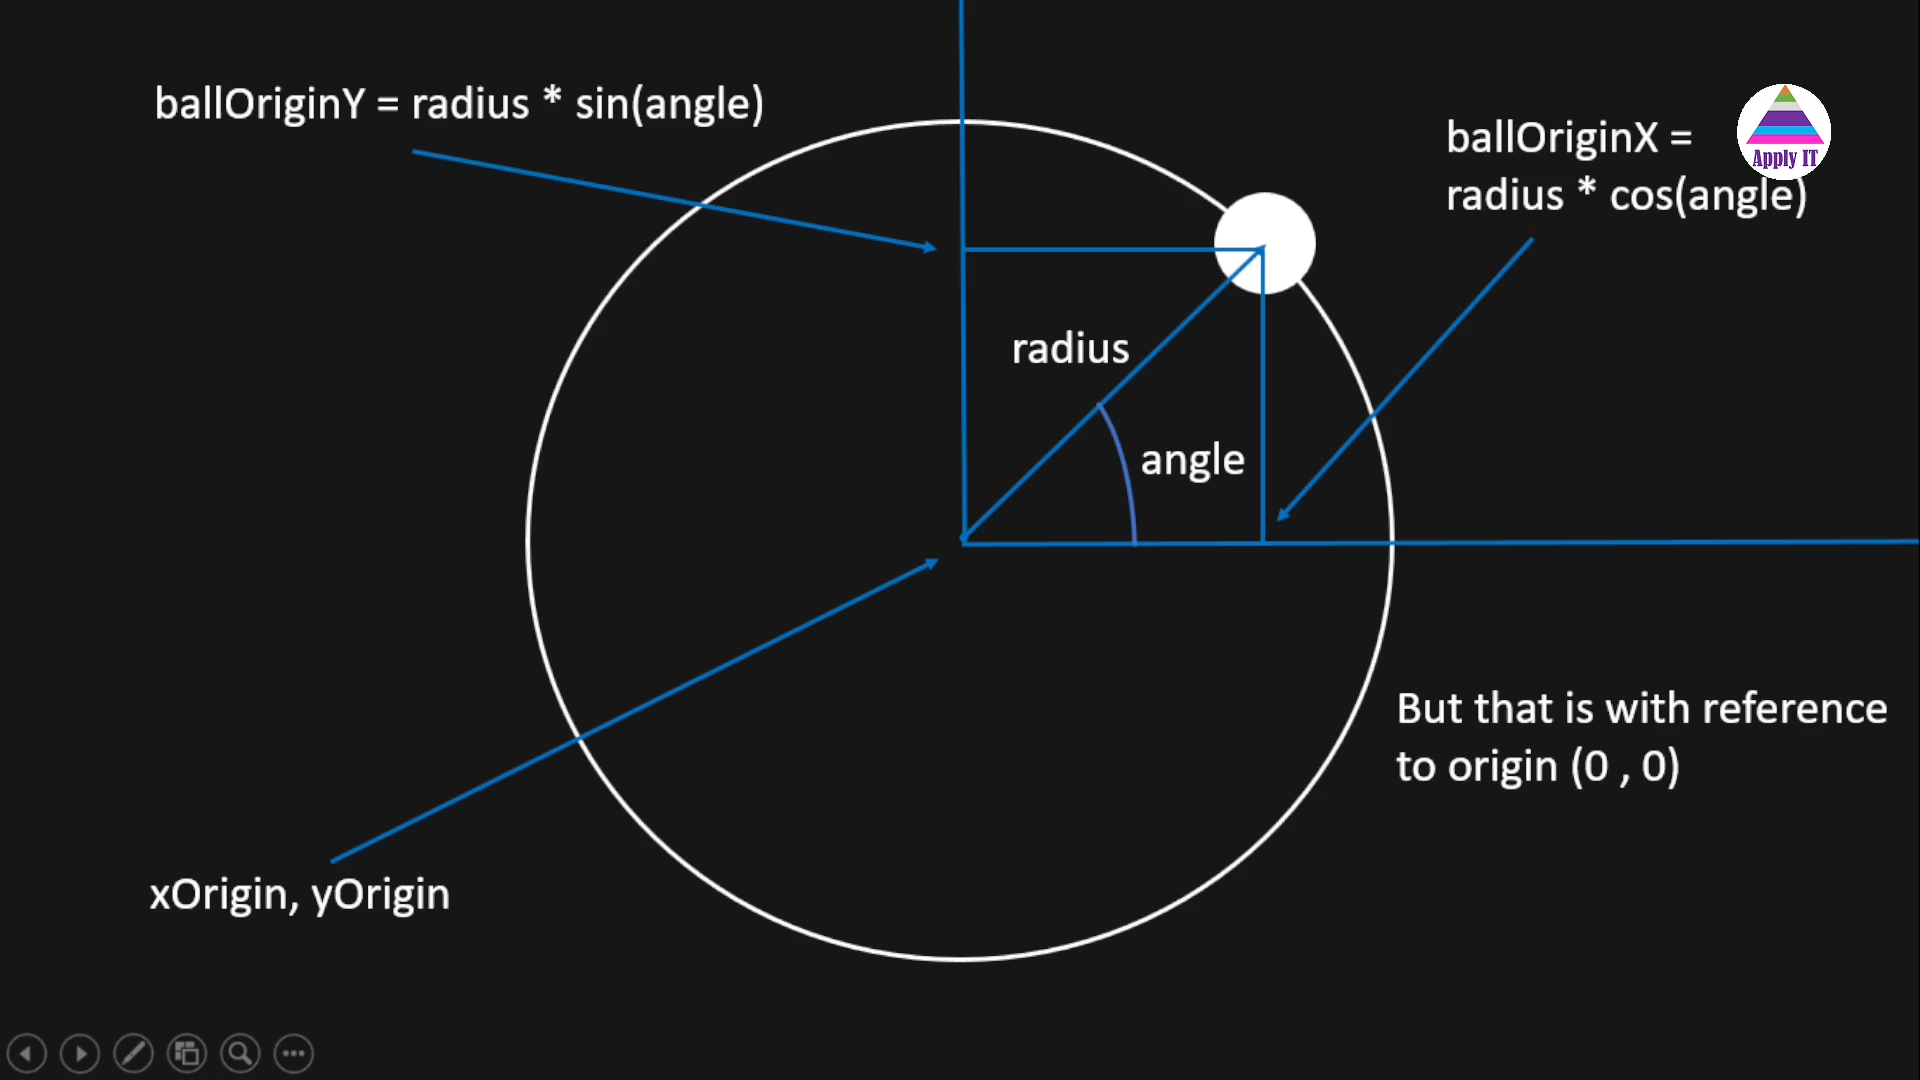 ballOriginY = radius * sin(angle)
ballOriginX =
radius * cos(angle)
Apply IT
radius
angle
But that is with reference
to origin (0 , 0)
xOrigin, yOrigin